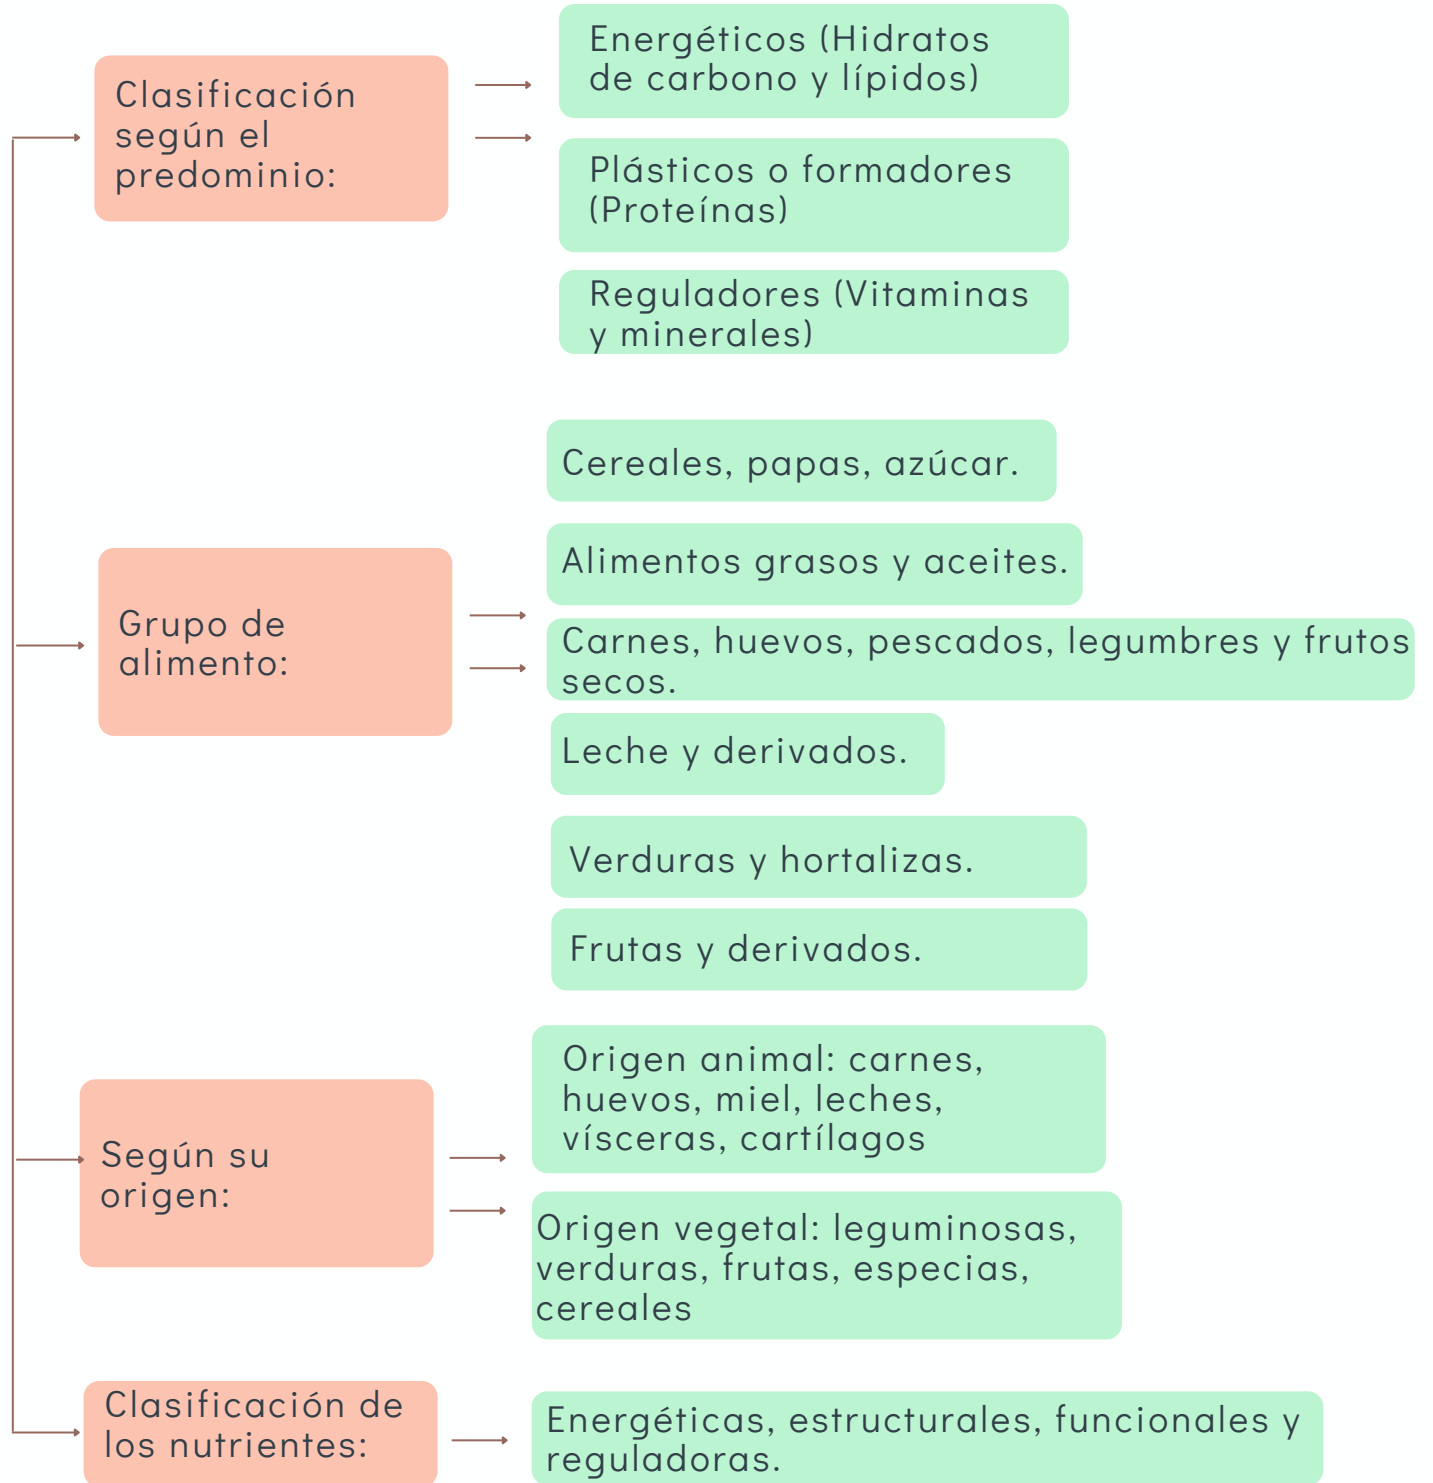 Clasificación
según el
predominio:
Energéticos (Hidratos
de carbono y lípidos)
Plásticos o formadores
(Proteínas)
Reguladores (Vitaminas
y minerales)
Grupo de
alimento:
Cereales, papas, azúcar.
Alimentos grasos y aceites.
Carnes, huevos, pescados, legumbres y frutos
secos.
Leche y derivados.
Verduras y hortalizas.
Frutas y derivados.
Según su
origen:
Origen animal: carnes,
huevos, miel, leches,
vísceras, cartílagos
Origen vegetal: leguminosas,
verduras, frutas, especias,
cereales
Clasificación de
los nutrientes:
Energéticas, estructurales, funcionales y
reguladoras.